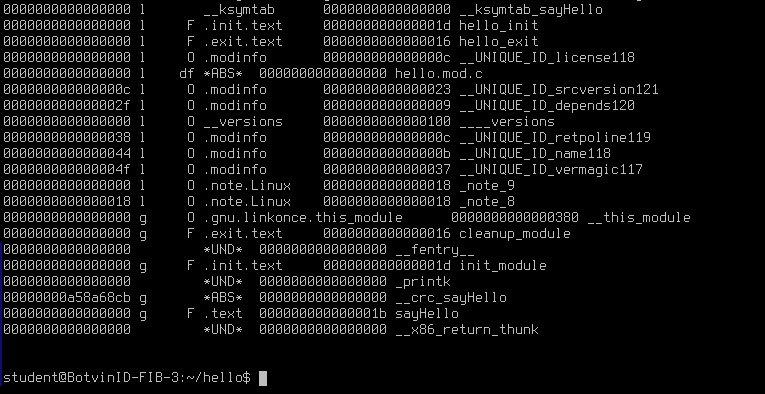 0000000000000000 l       __ksymtab      0000000000000000 __ksymtab_sayHello
0000000000000000 l     F .init.text     000000000000001d hello_init
0000000000000000 l     F .exit.text     0000000000000016 hello_exit
0000000000000000 l     O .modinfo       000000000000000c __UNIQUE_ID_license118
0000000000000000 l    df *ABS*  0000000000000000 hello.mod.c
000000000000000c l     O .modinfo       0000000000000023 __UNIQUE_ID_srcversion121
000000000000002f l     O .modinfo       0000000000000009 __UNIQUE_ID_depends120
0000000000000000 l     O __versions     0000000000000100 ____versions
0000000000000038 l     O .modinfo       000000000000000c __UNIQUE_ID_retpoline119
0000000000000044 l     O .modinfo       000000000000000b __UNIQUE_ID_name118
000000000000004f l     O .modinfo       0000000000000037 __UNIQUE_ID_vermagic117
0000000000000000 l     O .note.Linux    0000000000000018 _note_9
0000000000000018 l     O .note.Linux    0000000000000018 _note_8
0000000000000000 g     O .gnu.linkonce.this_module      0000000000000380 __this_module
0000000000000000 g     F .exit.text     0000000000000016 cleanup_module
0000000000000000         *UND*  0000000000000000 __fentry__
0000000000000000 g     F .init.text     000000000000001d init_module
0000000000000000         *UND*  0000000000000000 _printk
00000000a58a68cb g       *ABS*  0000000000000000 __crc_sayHello
0000000000000000 g     F .text  000000000000001b sayHello
0000000000000000         *UND*  0000000000000000 __x86_return_thunk
student@BotvinID-FIB-3:~/hello$